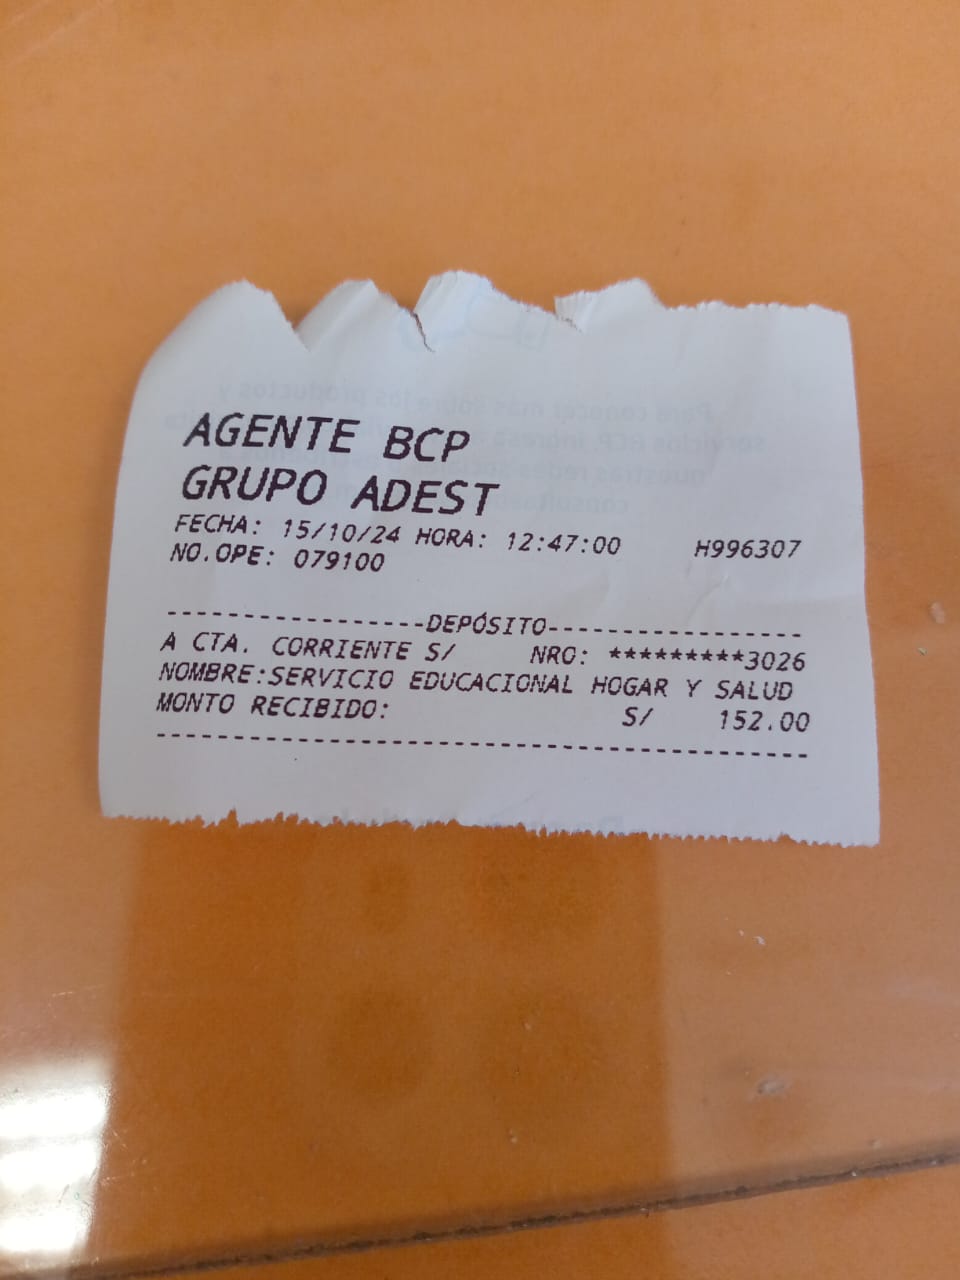 AGENTE BCP
GRUPO ADEST
FECHA: 15/10/24 HORA: 12:47:00 H996307
NO.OPE: 079100
-----------------DEPÓSITO-----------------
A CTA. CORRIENTE S/ NRO: *********3026
NOMBRE:SERVICIO EDUCACIONAL HOGAR Y SALUD
MONTO RECIBIDO: S/ 152.00
-------------------------------------------